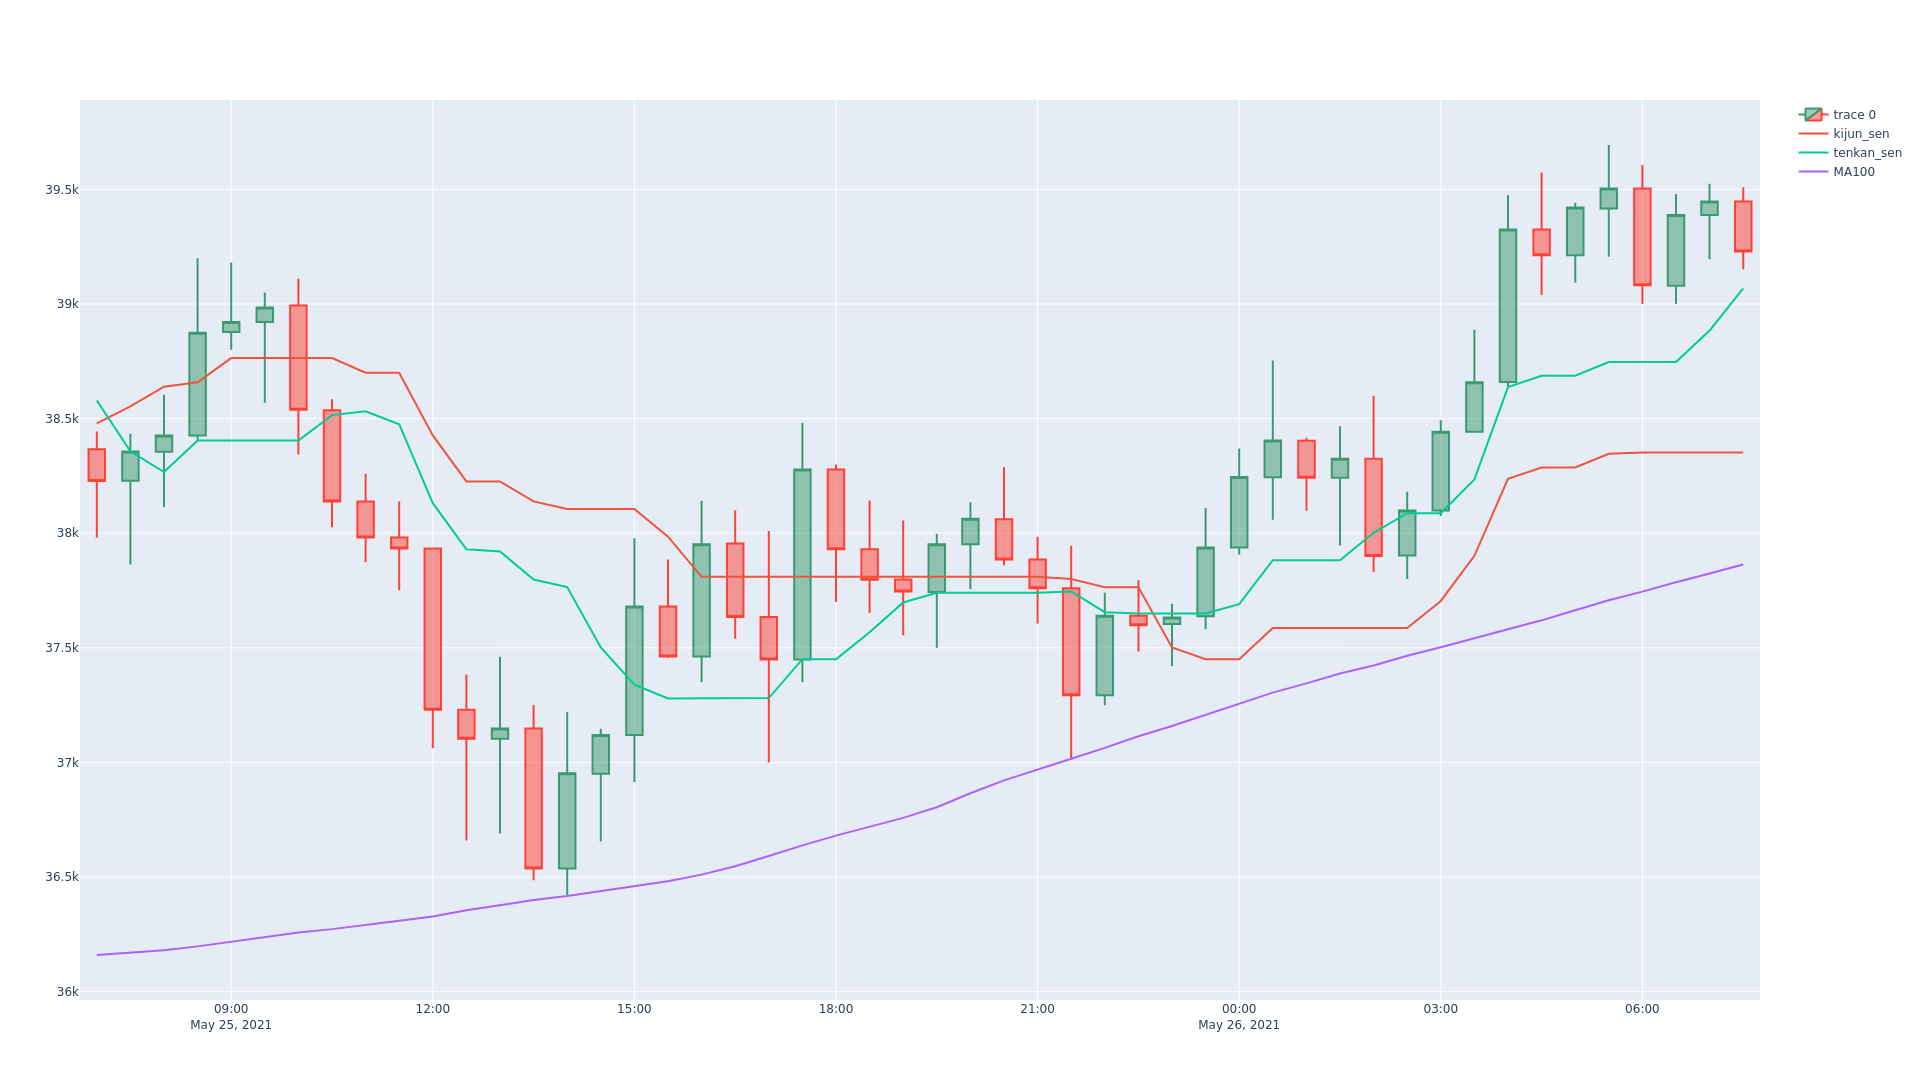 trace 0
kijun_sen
tenkan_sen
MA100
39.5k
39k
38.5k
38k
37.5k
37k
36.5k
36k
09:00 12:00 15:00 18:00 21:00 00:00 03:00 06:00
May 25, 2021 May 26, 2021